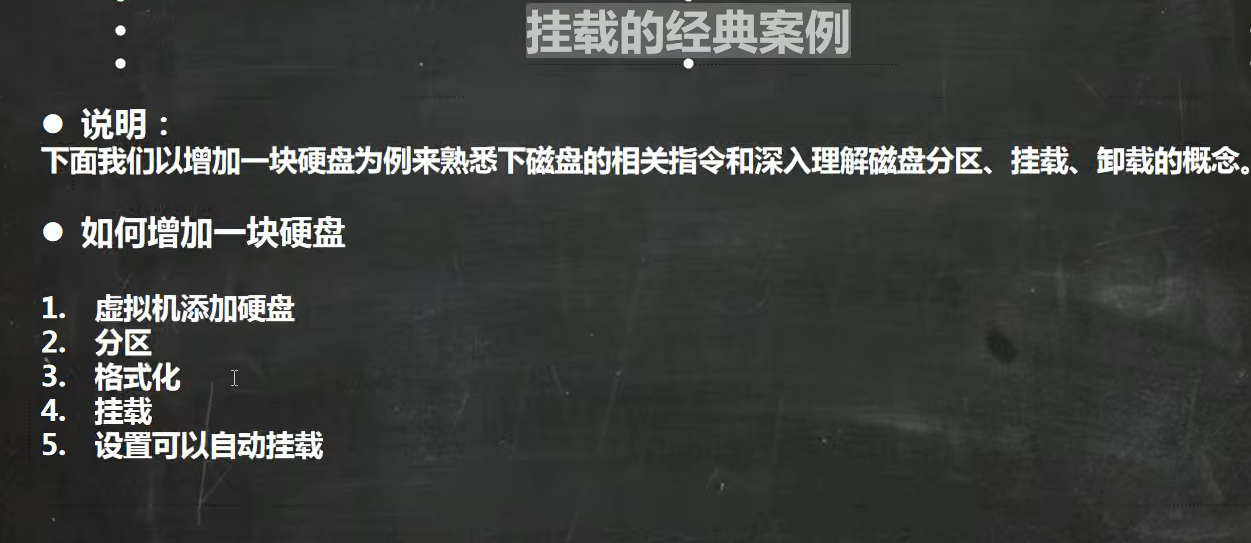 挂载的经典案例
● 说明：
下面我们以增加一块硬盘为例来熟悉下磁盘的相关指令和深入理解磁盘分区、挂载、卸载的概念。
● 如何增加一块硬盘
1. 虚拟机添加硬盘
2. 分区
3. 格式化
4. 挂载
5. 设置可以自动挂载